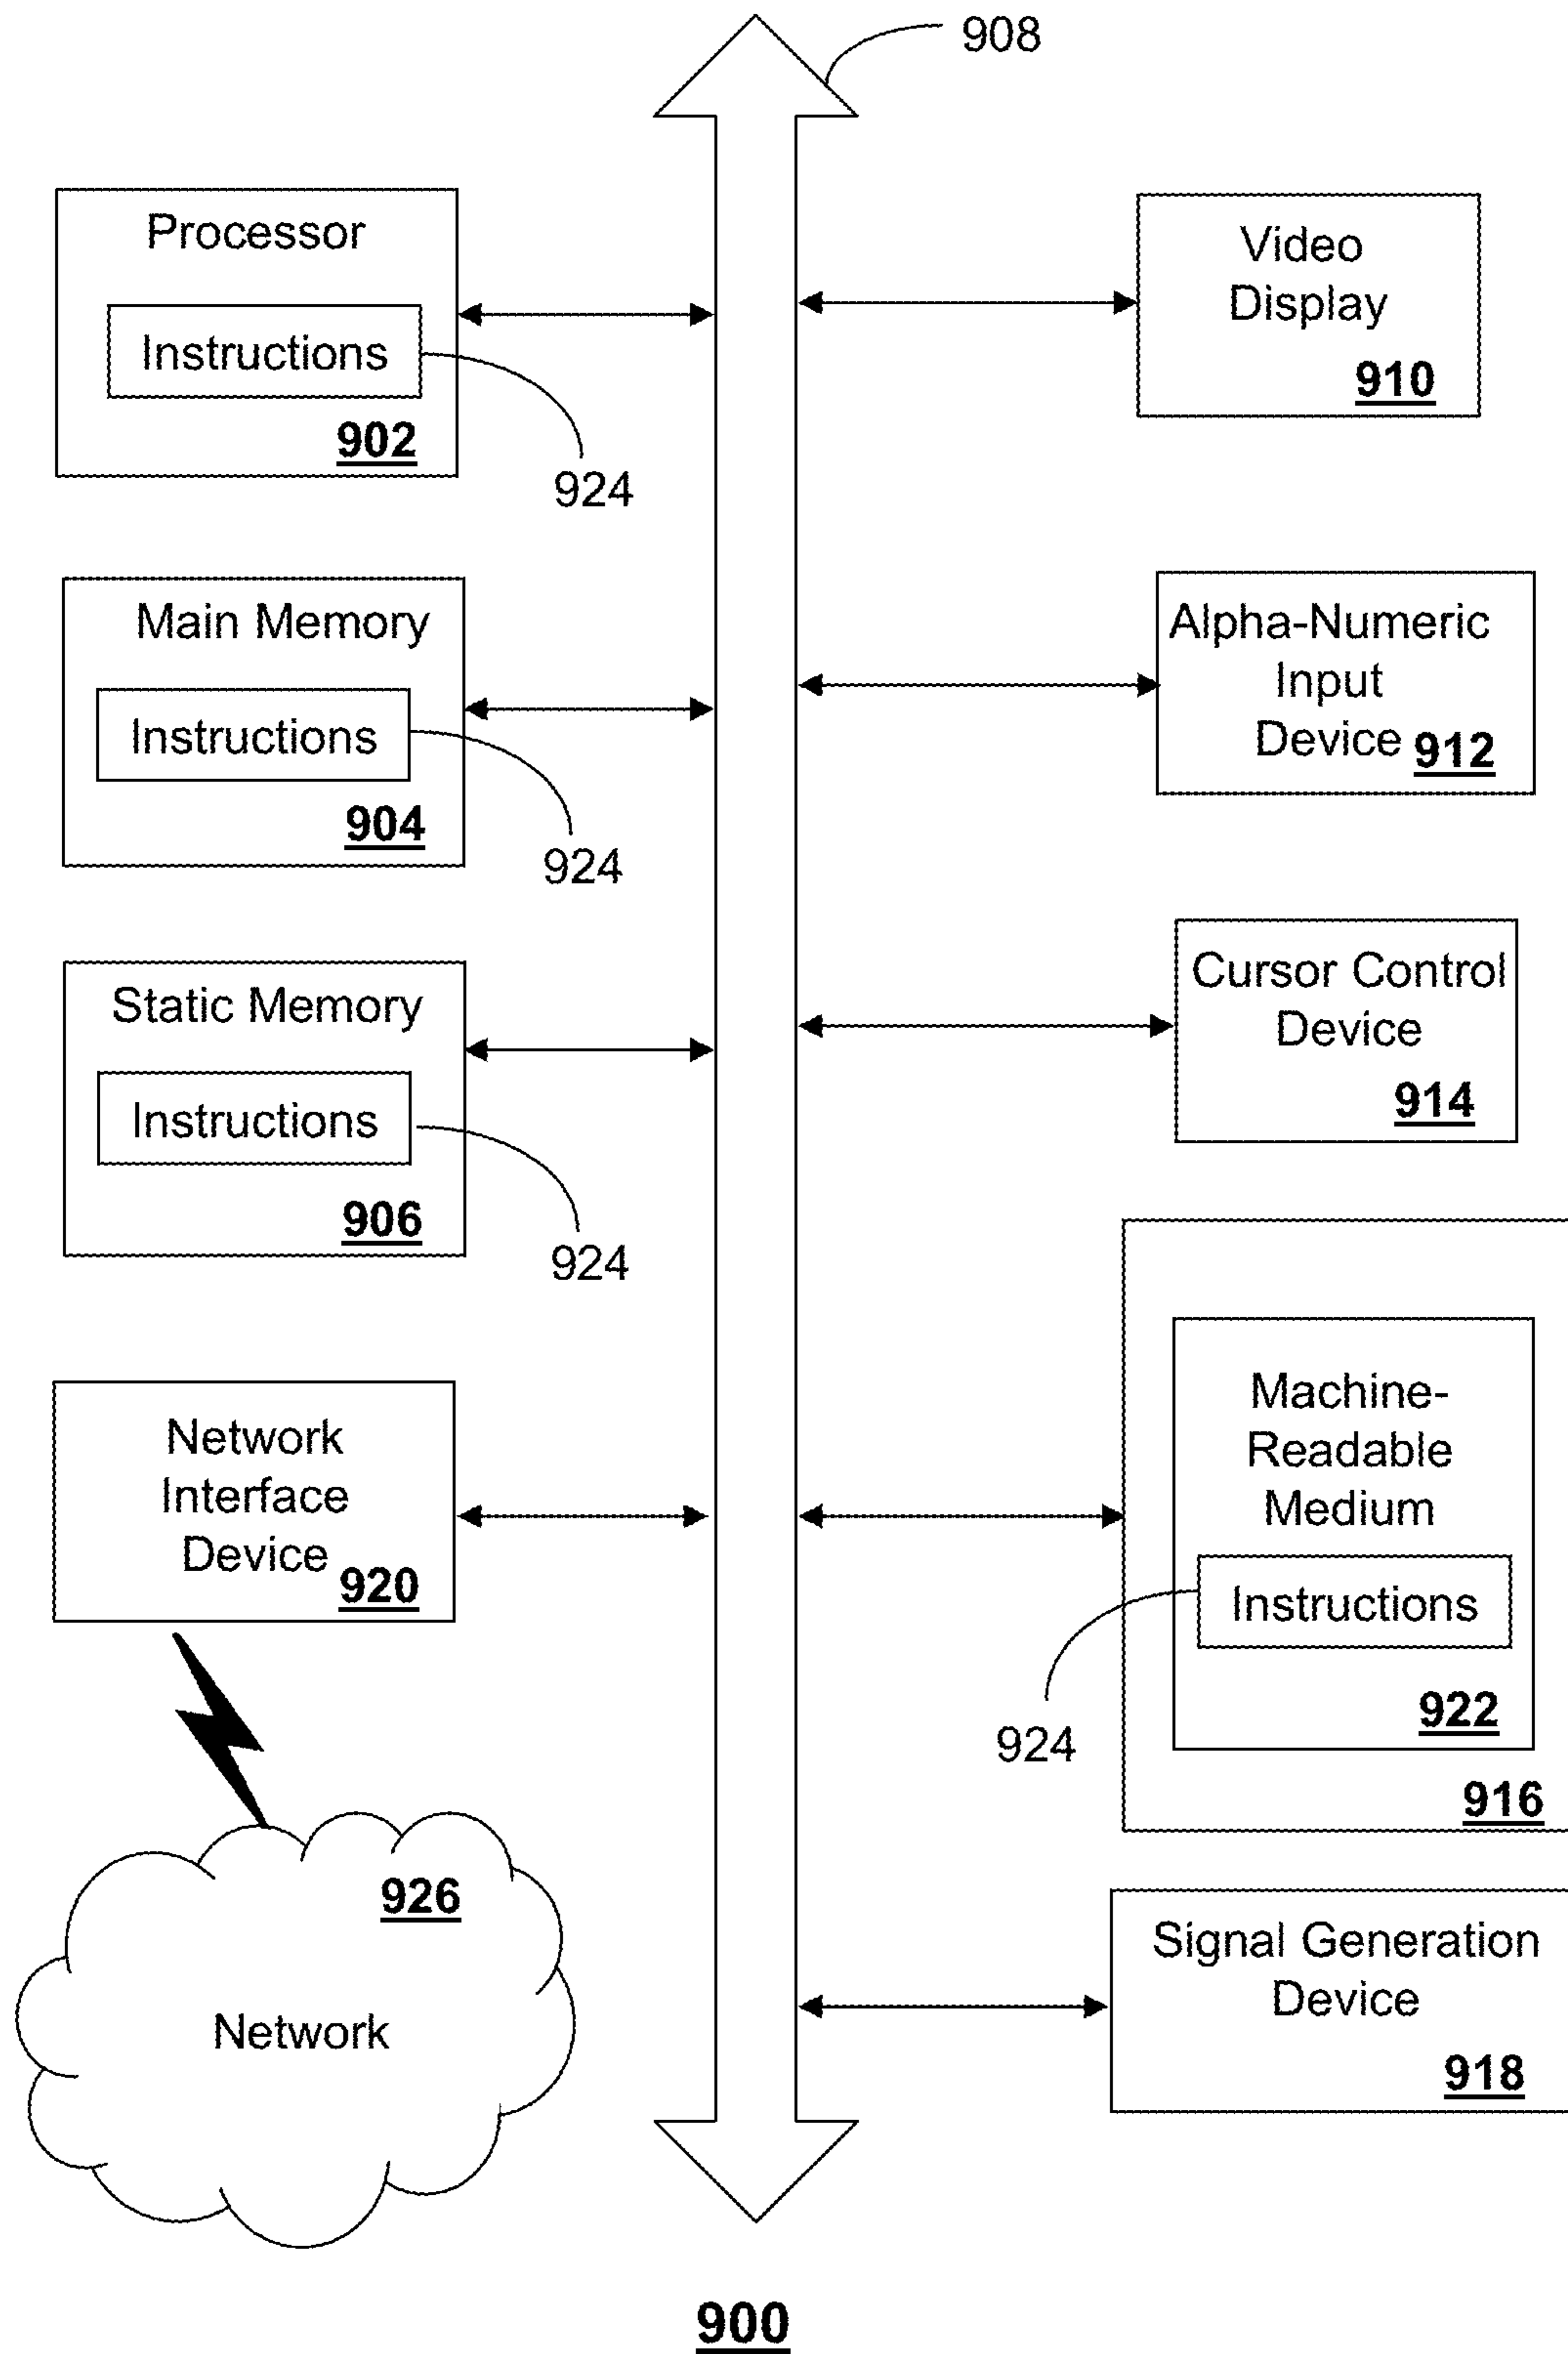 908
Processor
Instructions
902
924
Main Memory
Instructions
904
924
Static Memory
Instructions
906
924
Network
Interface
Device
920
926
Network
Video
Display
910
Alpha-Numeric
Input
Device 912
Cursor Control
Device
914
Machine-
Readable
Medium
Instructions
924
922
916
Signal Generation
Device
918
900